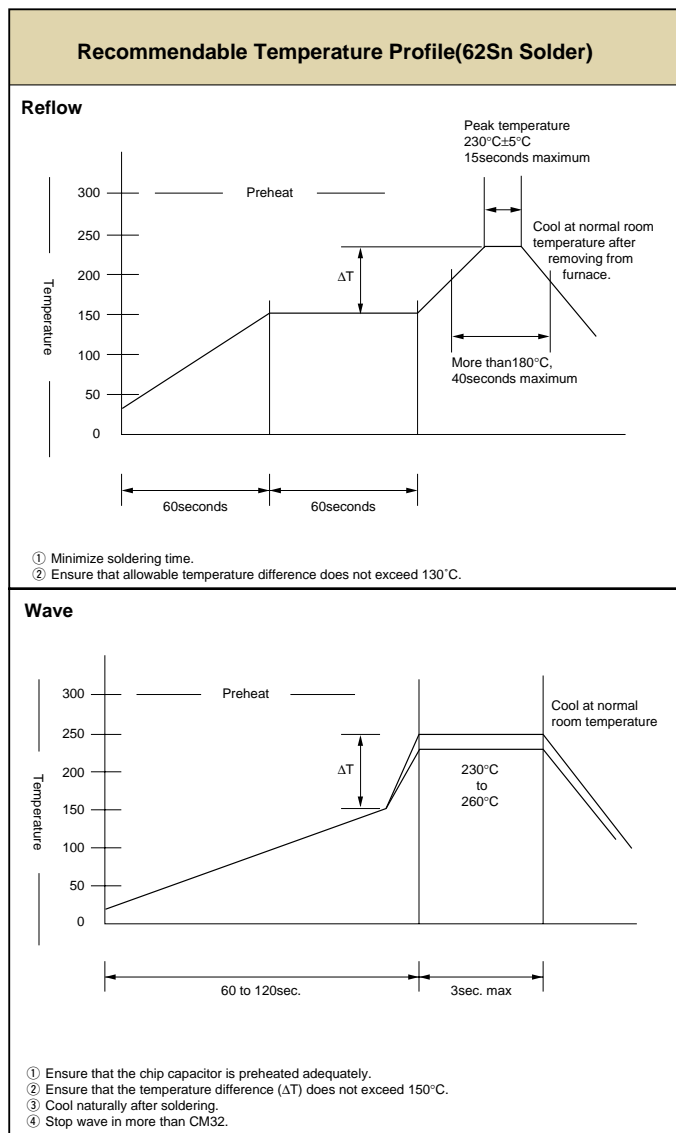 Recommendable Temperature Profile(62Sn Solder)
Reflow
Peak temperature
230°C±5°C
15seconds maximum
300
Preheat
250
Cool at normal room
temperature after
removing from
furnace.
200
ΔT
Temperature
150
100
More than180°C,
40seconds maximum
50
0
60seconds
60seconds
① Minimize soldering time.
② Ensure that allowable temperature difference does not exceed 130˚C.
Wave
300
Preheat
Cool at normal
room temperature
250
ΔT
230°C
to
260°C
200
Temperature
150
100
50
0
60 to 120sec.
3sec. max
① Ensure that the chip capacitor is preheated adequately.
② Ensure that the temperature difference (ΔT) does not exceed 150°C.
③ Cool naturally after soldering.
④ Stop wave in more than CM32.